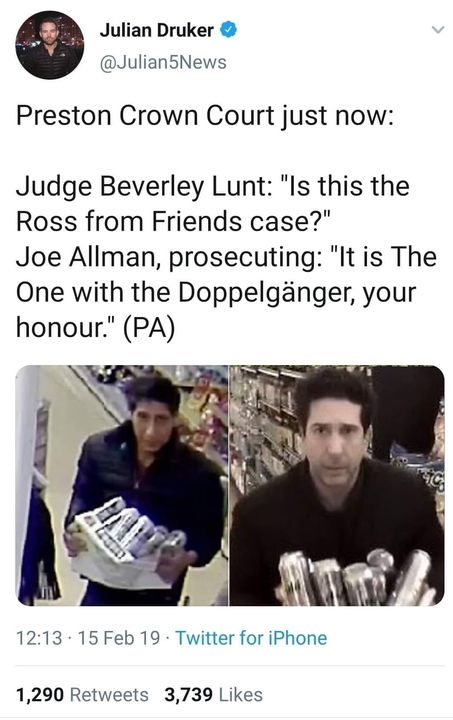 Julian Druker
@Julian5News
Preston Crown Court just now:
Judge Beverley Lunt: "Is this the
Ross from Friends case?"
Joe Allman, prosecuting: "It is The
One with the Doppelgänger, your
honour." (PA)
12:13 · 15 Feb 19 · Twitter for iPhone
1,290 Retweets 3,739 Likes